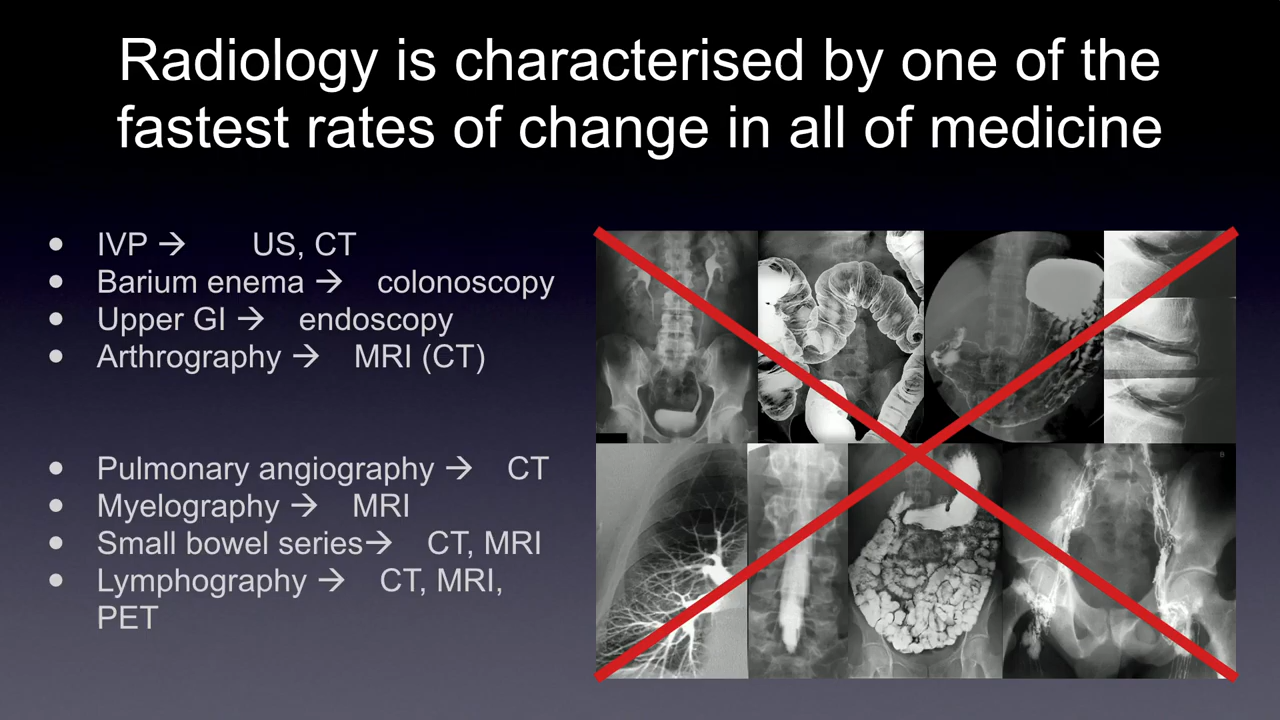 Radiology is characterised by one of the
fastest rates of change in all of medicine
• IVP → US, CT
• Barium enema → colonoscopy
• Upper GI → endoscopy
• Arthrography → MRI (CT)
• Pulmonary angiography → CT
• Myelography → MRI
• Small bowel series→ CT, MRI
• Lymphography → CT, MRI,
PET